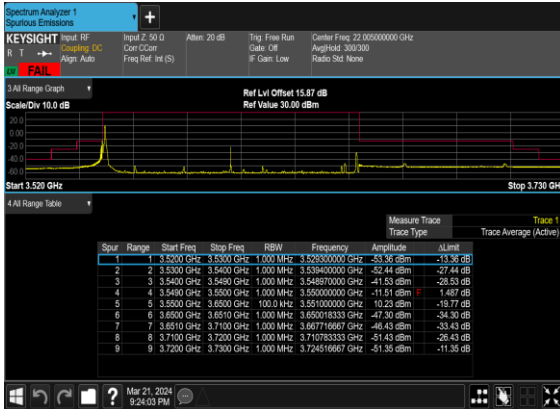 Spectrum Analyzer 1
Spurious Emissions
+
KEYSIGHT
R T
Input: RF
Coupling: DC
Align: Auto
Input Z: 50 Ω
Corr CCorr
Freq Ref: Int (S)
Atten: 20 dB
Trig: Free Run
Gate: Off
IF Gain: Low
Center Freq: 22.005000000 GHz
Avg|Hold: 300/300
Radio Std: None
FAIL
3 All Range Graph
Scale/Div 10.0 dB
Ref Lvl Offset 15.87 dB
Ref Value 30.00 dBm
20.0
0.00
-20.0
-40.0
-60.0
Start 3.520 GHz
Stop 3.730 GH
4 All Range Table
Measure Trace Trace 1
Trace Type Trace Average (Active)
Spur Range Start Freq Stop Freq RBW Frequency Amplitude ΔLimit
1 1 3.5200 GHz 3.5300 GHz 1.000 MHz 3.529300000 GHz -53.36 dBm -13.36 dB
2 2 3.5300 GHz 3.5400 GHz 1.000 MHz 3.539400000 GHz -52.44 dBm -27.44 dB
3 3 3.5400 GHz 3.5490 GHz 1.000 MHz 3.548970000 GHz -41.53 dBm -28.53 dB
4 4 3.5490 GHz 3.5500 GHz 1.000 MHz 3.550000000 GHz -11.51 dBm F 1.487 dB
5 5 3.5500 GHz 3.6500 GHz 100.0 kHz 3.551000000 GHz 10.23 dBm -19.77 dB
6 6 3.6500 GHz 3.6510 GHz 1.000 MHz 3.650018333 GHz -47.30 dBm -34.30 dB
7 7 3.6510 GHz 3.7100 GHz 1.000 MHz 3.667716667 GHz -46.43 dBm -33.43 dB
8 8 3.7100 GHz 3.7200 GHz 1.000 MHz 3.710783333 GHz -51.43 dBm -26.43 dB
9 9 3.7200 GHz 3.7300 GHz 1.000 MHz 3.724516667 GHz -51.35 dBm -11.35 dB
?
Mar 21, 2024
9:24:03 PM